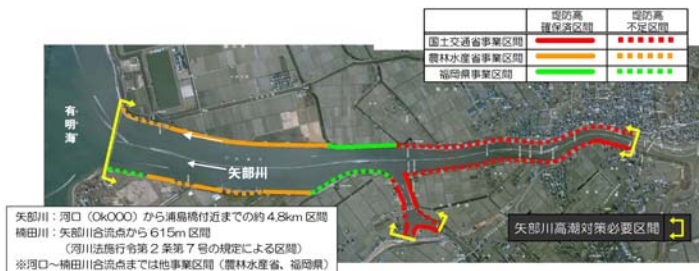 堤防高
確保済区間
堤防高
不足区間
国土交通省事業区間
農林水産省事業区間
福岡県事業区間
有明海
矢部川
矢部川：河口（0k000）から浦島橋付近までの約4.8km区間
楠田川：矢部川合流点から615m区間
（河川法施行令第2条第7号の規定による区間）
※河口～楠田川合流点までは他事業区間（農林水産省、福岡県）
矢部川高潮対策必要区間